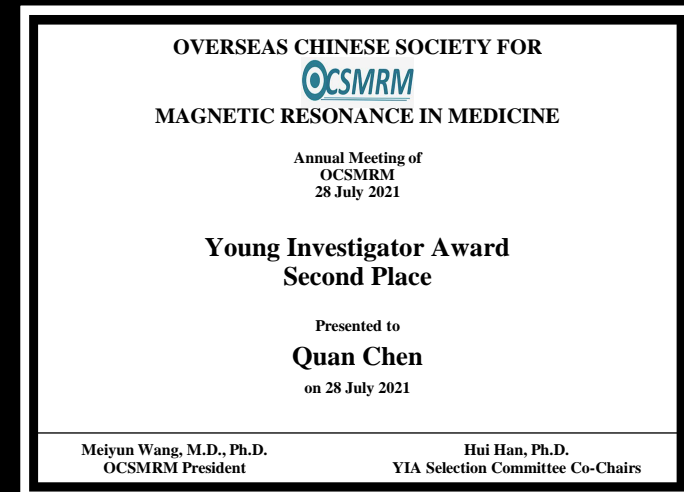 OVERSEAS CHINESE SOCIETY FOR
OCSMRM
MAGNETIC RESONANCE IN MEDICINE
Annual Meeting of
OCSMRM
28 July 2021
Young Investigator Award
Second Place
Presented to
Quan Chen
on 28 July 2021
Meiyun Wang, M.D., Ph.D.
OCSMRM President
Hui Han, Ph.D.
YIA Selection Committee Co-Chairs